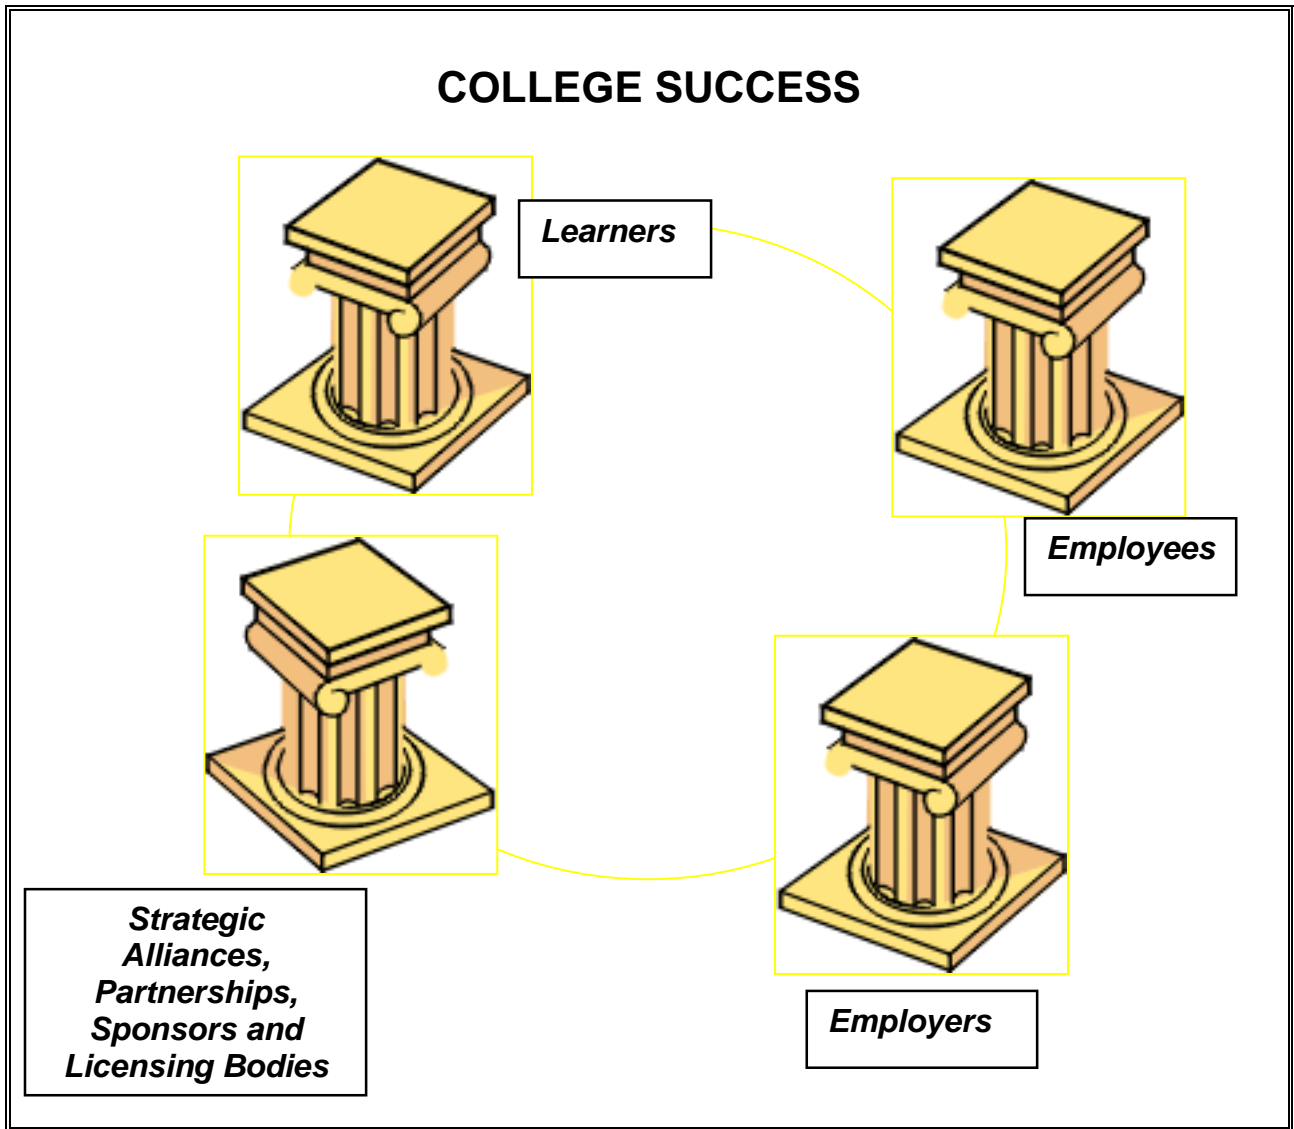 COLLEGE SUCCESS
Learners
Employees
Strategic
Alliances,
Partnerships,
Sponsors and
Licensing Bodies
Employers